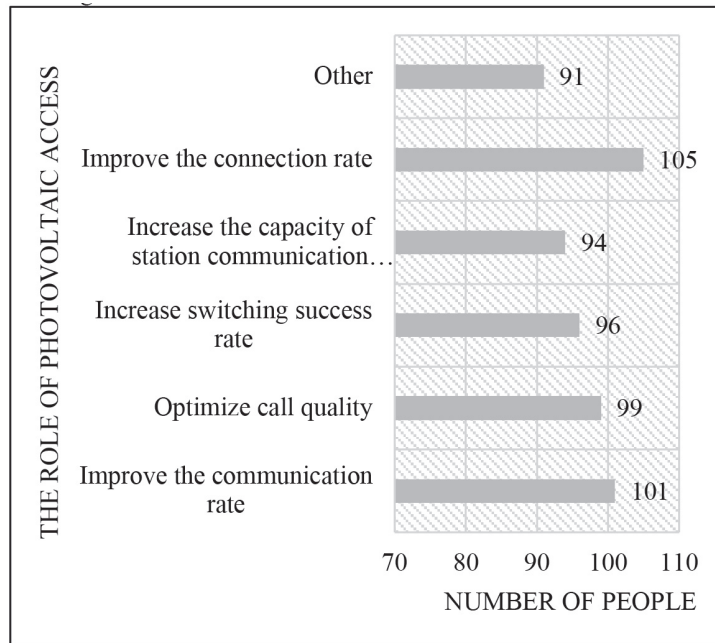 THE ROLE OF PHOTOVOLTAIC ACCESS
Other
91
Improve the connection rate
105
Increase the capacity of
station communication…
94
Increase switching success
rate
96
Optimize call quality
99
Improve the communication
rate
101
70 80 90 100 110
NUMBER OF PEOPLE